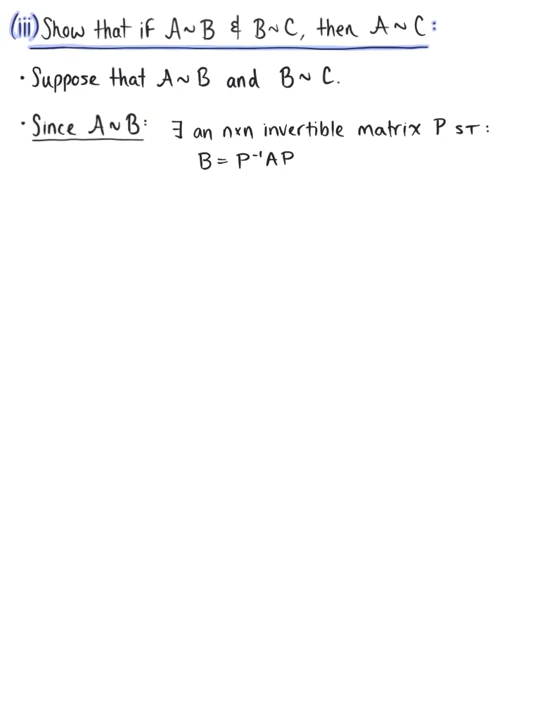 (iii) Show that if A~B & B~C, then A~C:
· Suppose that A~B and B~C.
· Since A~B: ∃ an n×n invertible matrix P ST:
B = P⁻¹AP